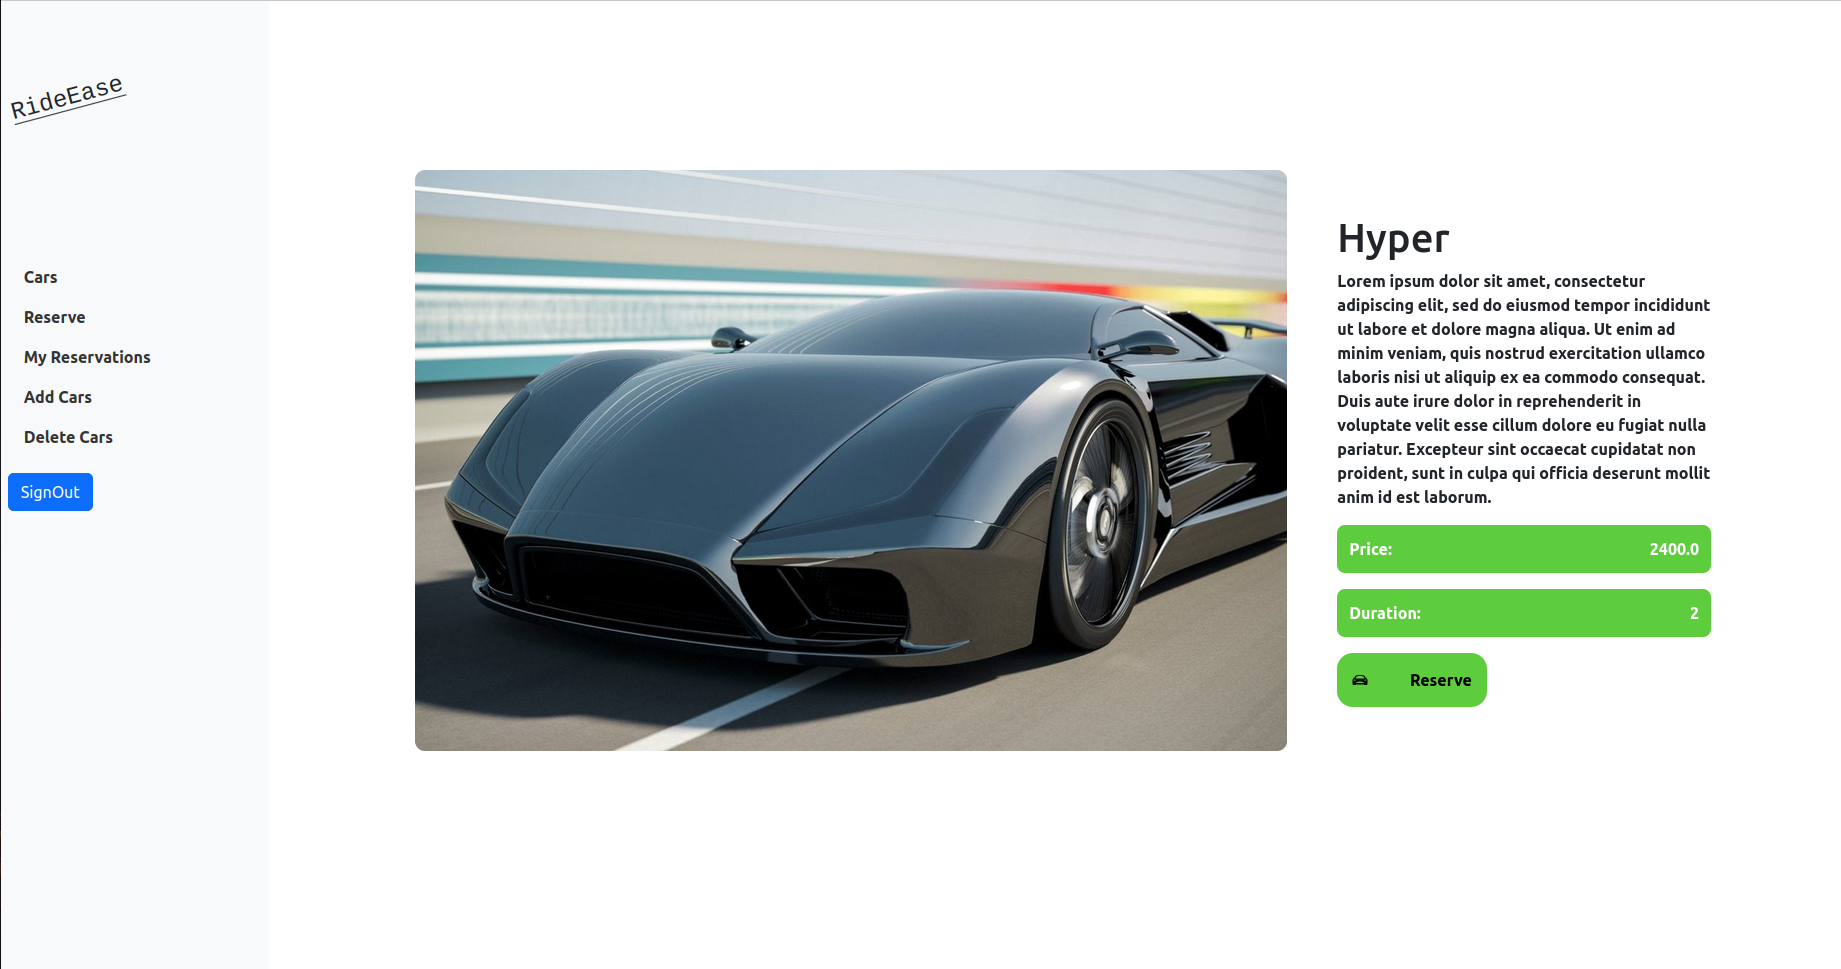 RideEase
Cars
Reserve
My Reservations
Add Cars
Delete Cars
SignOut
Hyper
Lorem ipsum dolor sit amet, consectetur
adipiscing elit, sed do eiusmod tempor incididunt
ut labore et dolore magna aliqua. Ut enim ad
minim veniam, quis nostrud exercitation ullamco
laboris nisi ut aliquip ex ea commodo consequat.
Duis aute irure dolor in reprehenderit in
voluptate velit esse cillum dolore eu fugiat nulla
pariatur. Excepteur sint occaecat cupidatat non
proident, sunt in culpa qui officia deserunt mollit
anim id est laborum.
Price: 2400.0
Duration: 2
Reserve